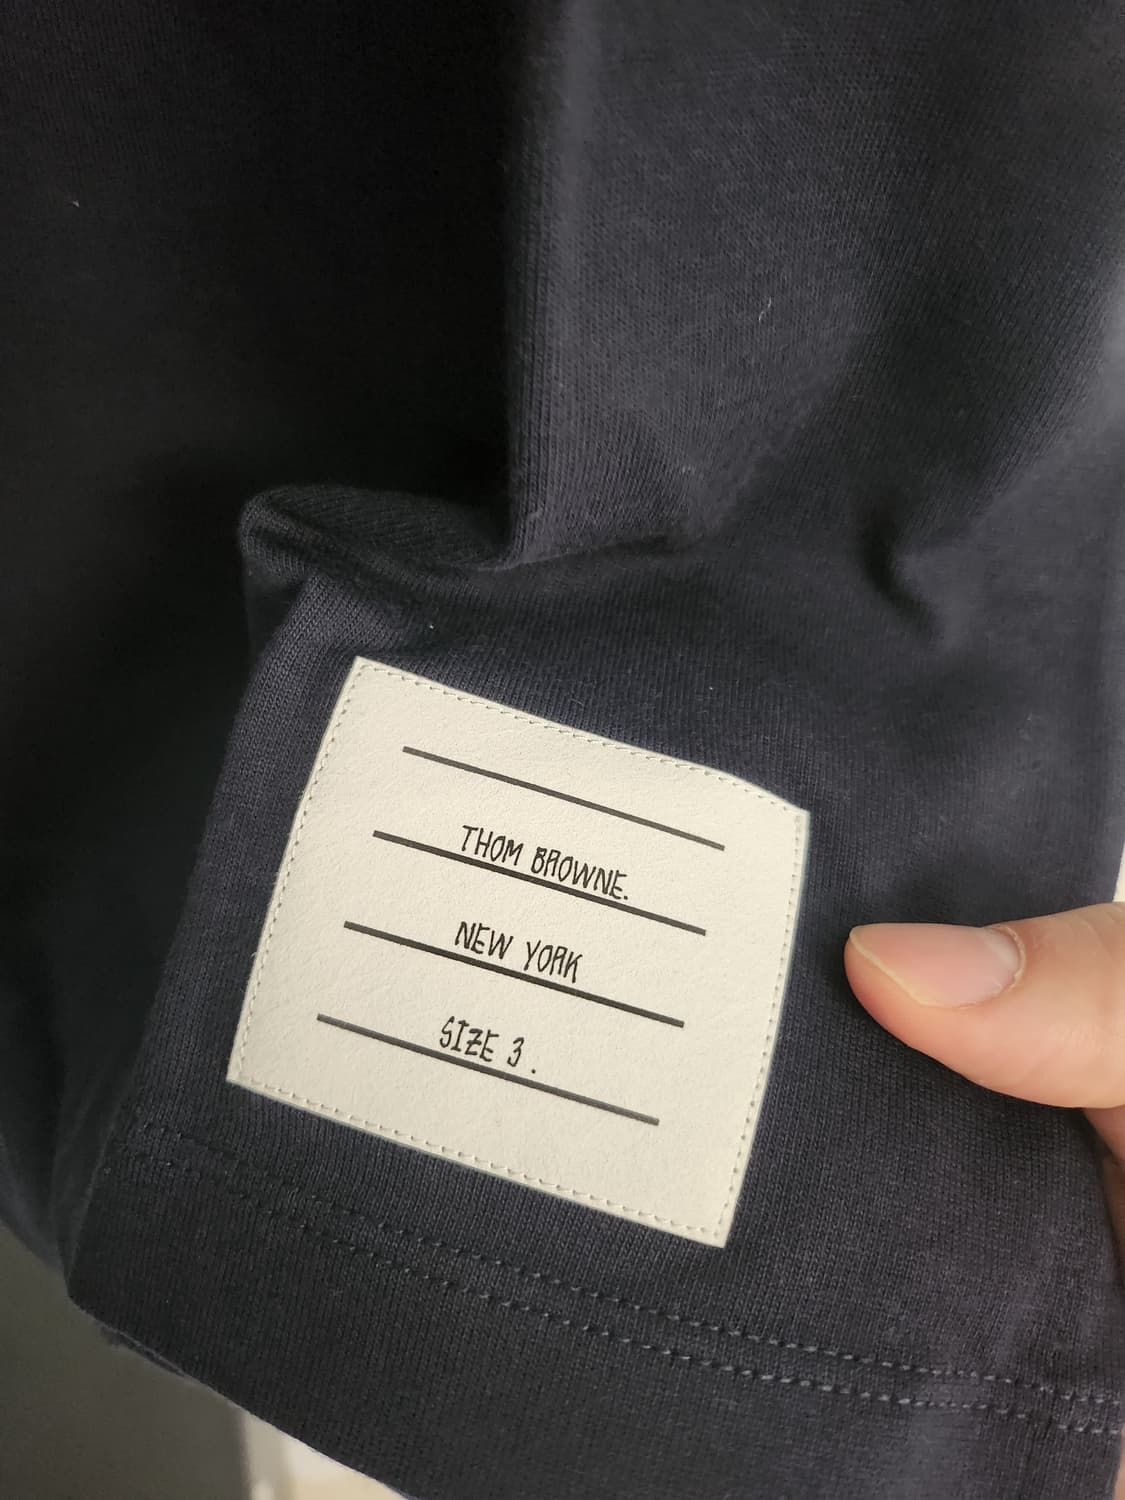 THOM BROWNE.
NEW YORK
SIZE 3.